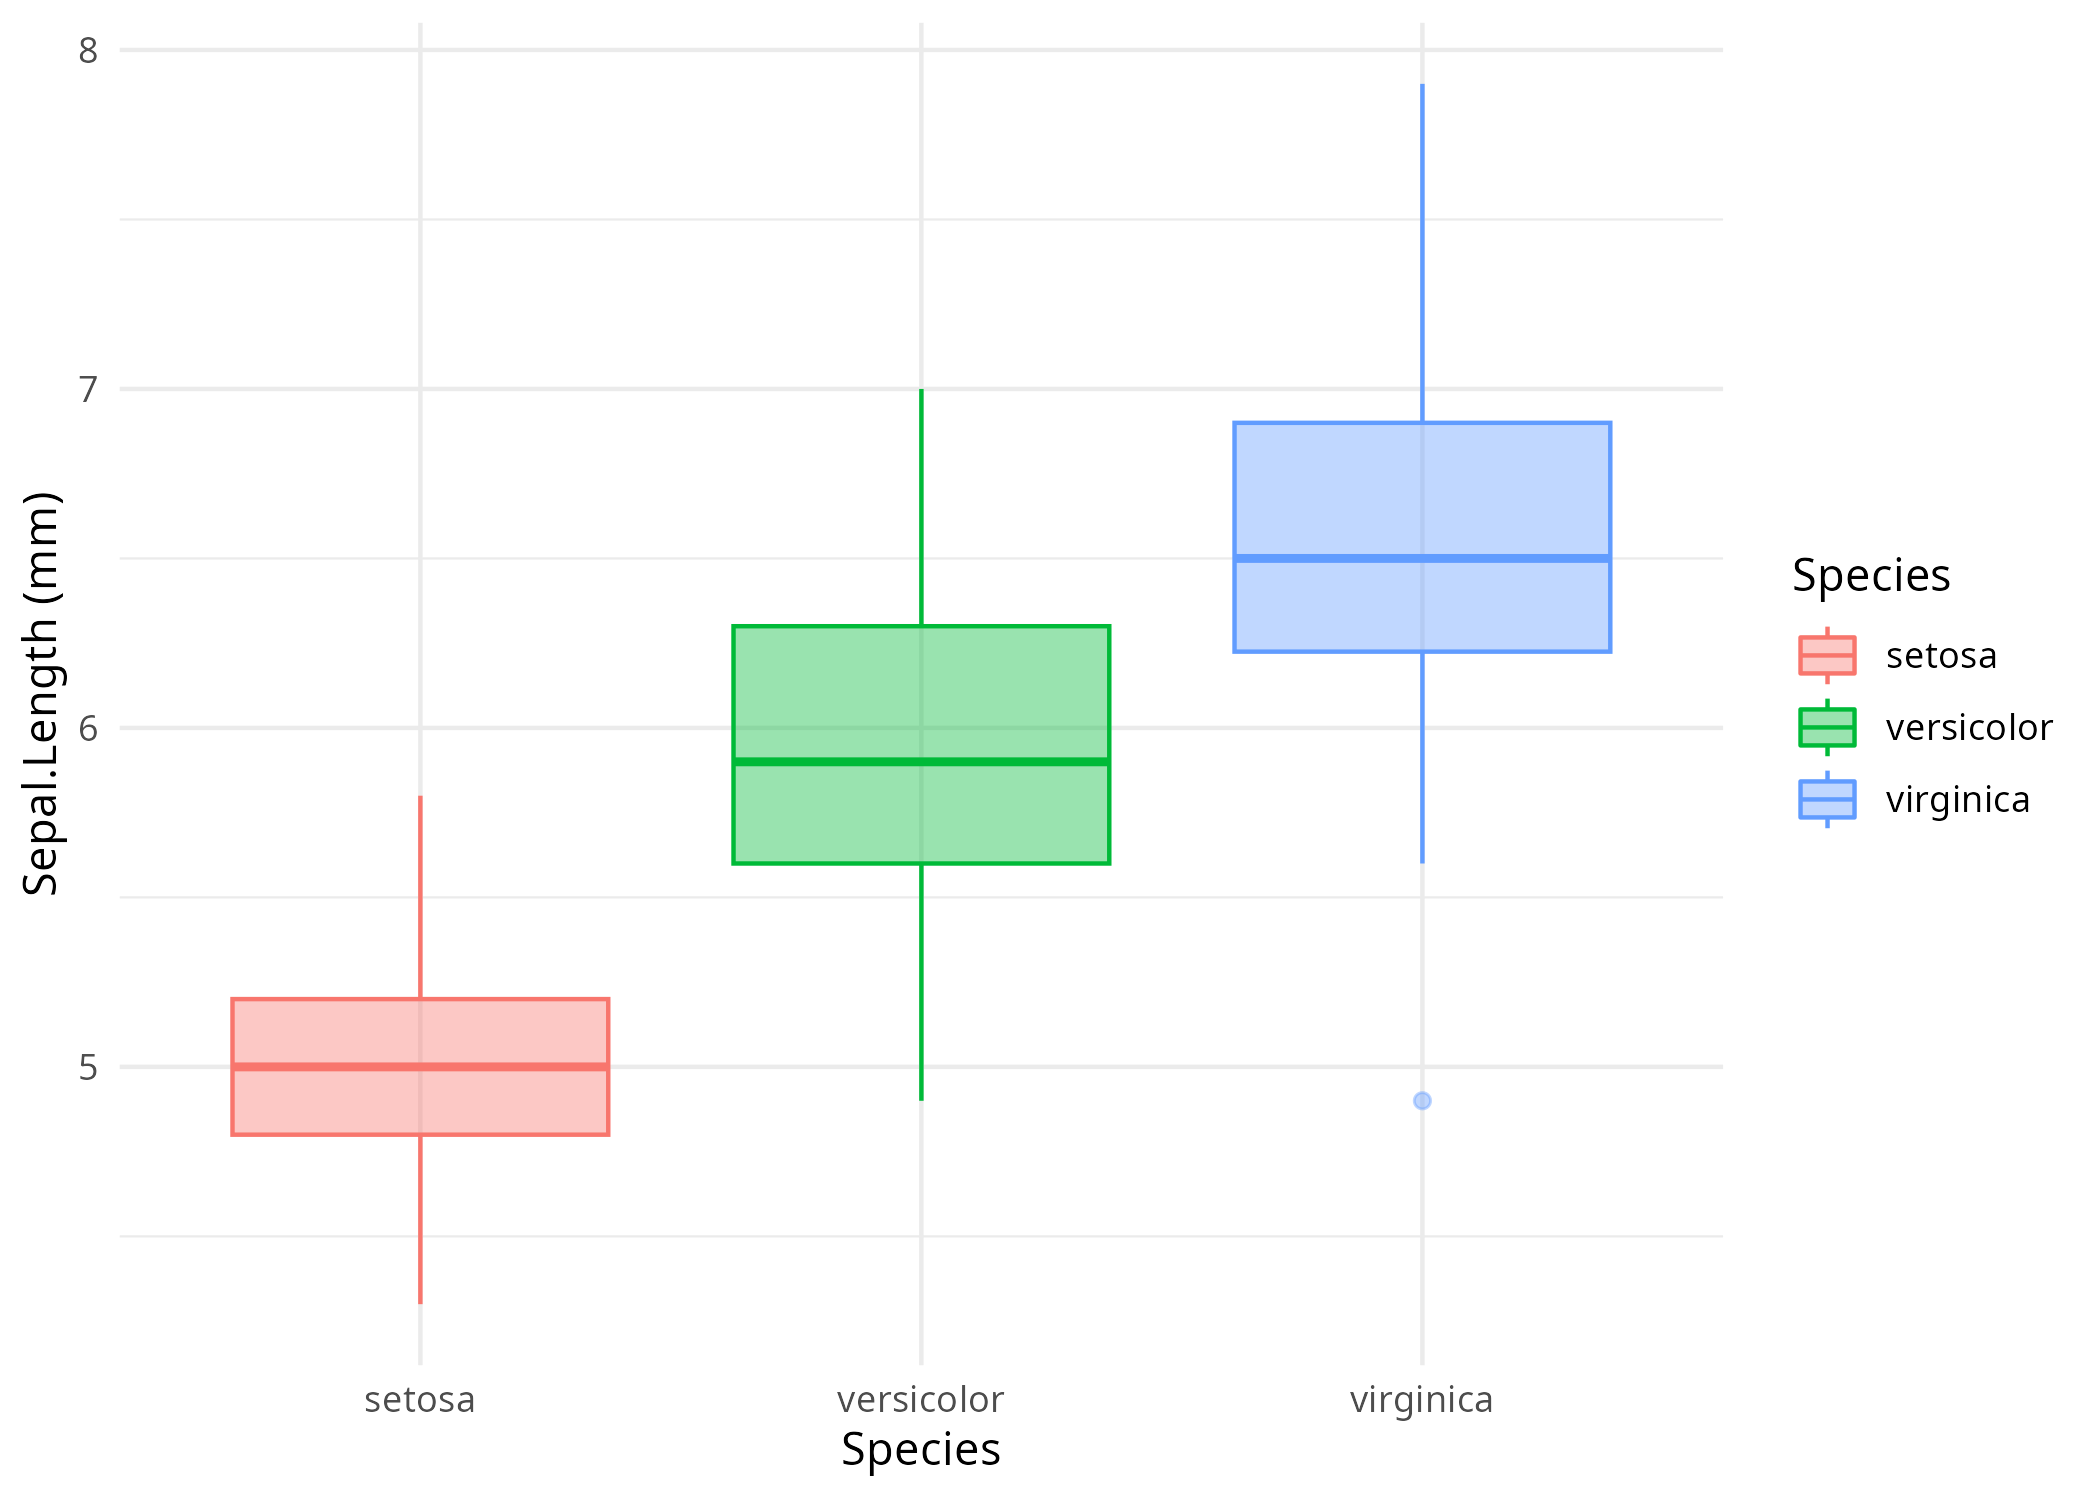 8
7
6
5
Sepal.Length (mm)
setosa
versicolor
virginica
Species
Species
setosa
versicolor
virginica